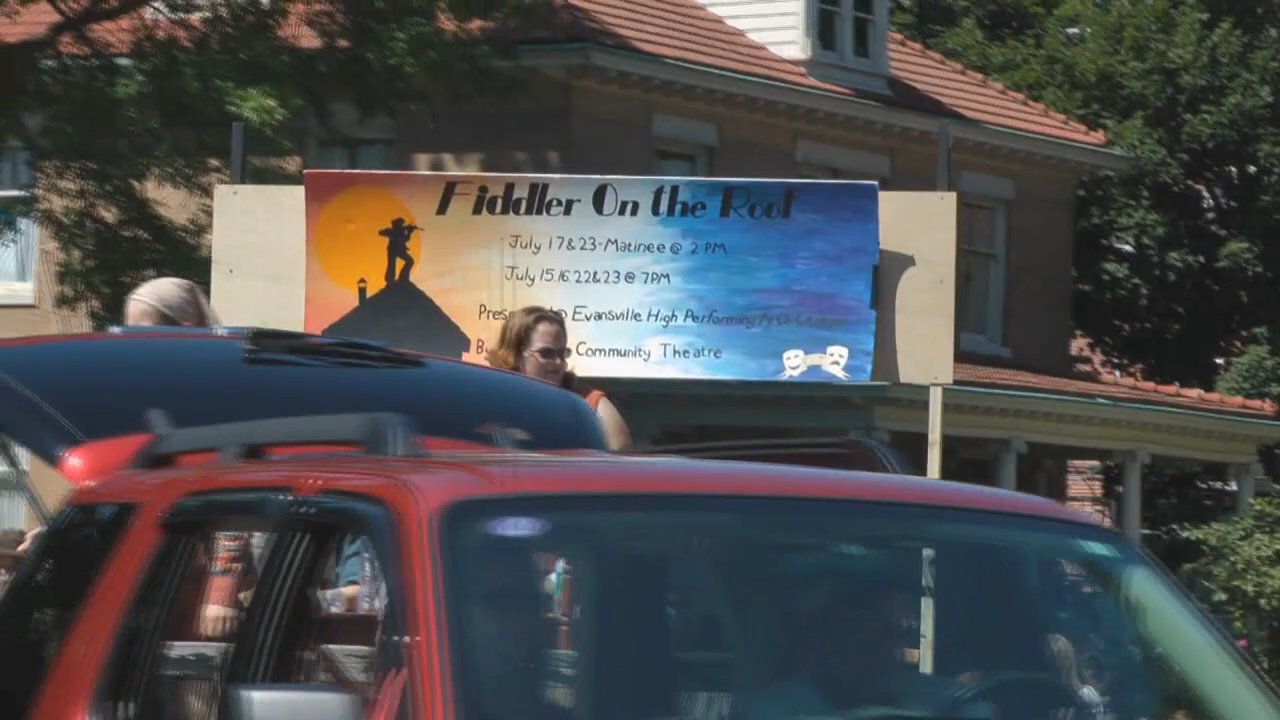 Fiddler On the Roof
July 17&23-Matinee @ 2 PM
July 15.16.22&23@7PM
Evansville High Performing Arts Center
Community Theatre